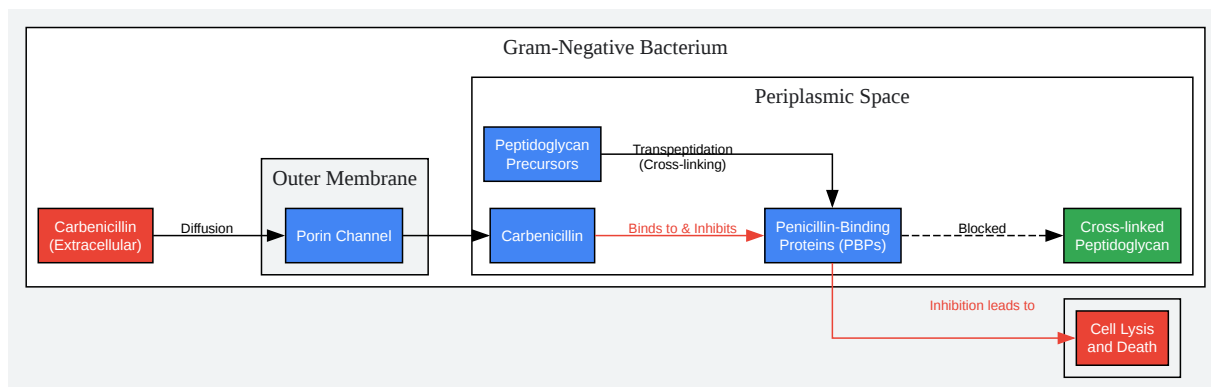 Gram-Negative Bacterium
Periplasmic Space
Peptidoglycan
Precursors
Transpeptidation
(Cross-linking)
Outer Membrane
Carbenicillin
(Extracellular)
Diffusion
Porin Channel
Carbenicillin
Binds to & Inhibits
Penicillin-Binding
Proteins (PBPs)
Blocked
Cross-linked
Peptidoglycan
Inhibition leads to
Cell Lysis
and Death